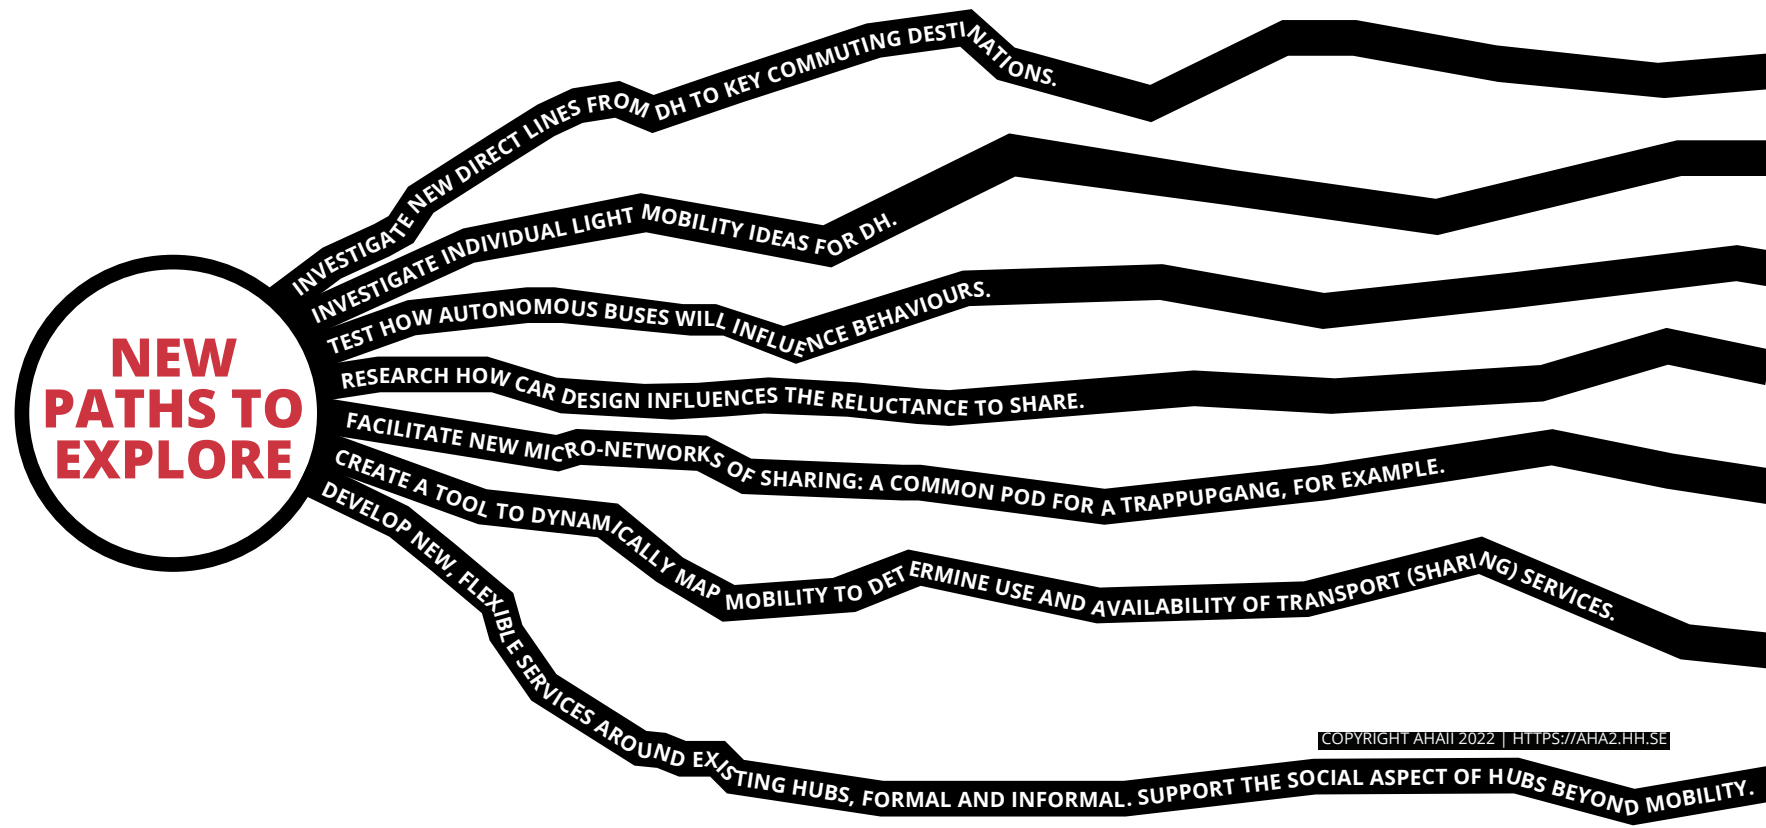 NEW
PATHS TO
EXPLORE
INVESTIGATE NEW DIRECT LINES FROM DH TO KEY COMMUTING DESTINATIONS.
INVESTIGATE INDIVIDUAL LIGHT MOBILITY IDEAS FOR DH.
TEST HOW AUTONOMOUS BUSES WILL INFLUENCE BEHAVIOURS.
RESEARCH HOW CAR DESIGN INFLUENCES THE RELUCTANCE TO SHARE.
FACILITATE NEW MICRO-NETWORKS OF SHARING: A COMMON POD FOR A TRAPPUPGANG, FOR EXAMPLE.
CREATE A TOOL TO DYNAMICALLY MAP MOBILITY TO DETERMINE USE AND AVAILABILITY OF TRANSPORT (SHARING) SERVICES.
DEVELOP NEW, FLEXIBLE SERVICES AROUND EXISTING HUBS, FORMAL AND INFORMAL. SUPPORT THE SOCIAL ASPECT OF HUBS BEYOND MOBILITY.
COPYRIGHT AHAII 2022 | HTTPS://AHA2.HH.SE